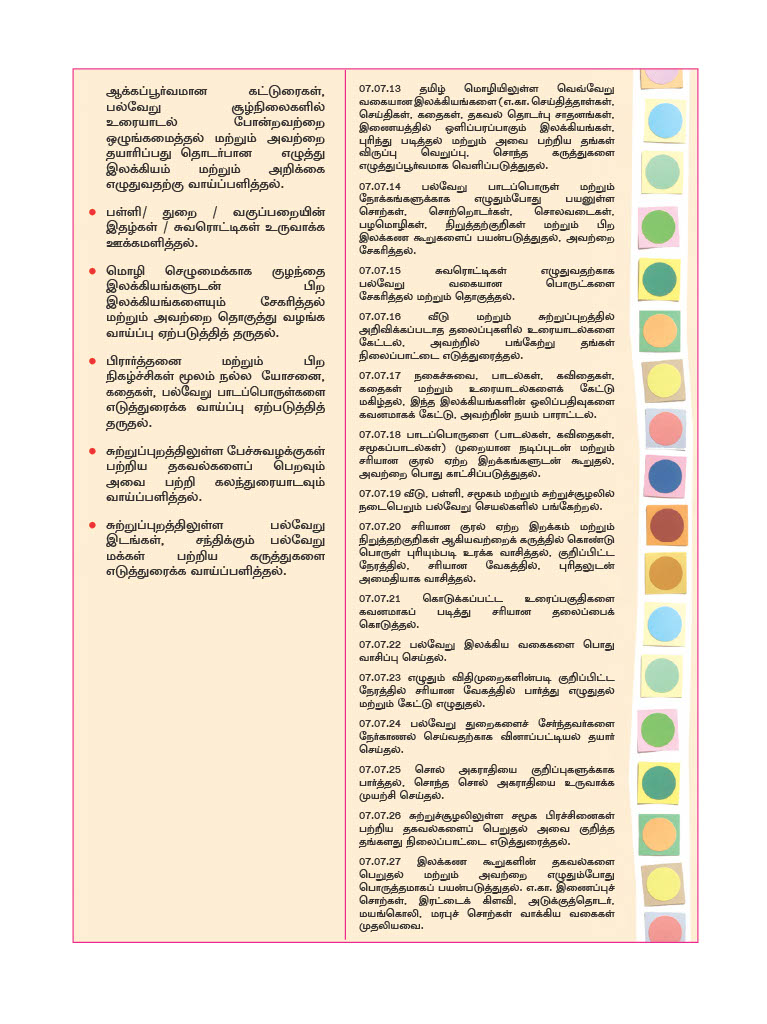 ஆக்கப்பூர்வமான கட்டுரைகள்,
பல்வேறு சூழ்நிலைகளில்
உரையாடல் போன்றவற்றை
ஒழுங்கமைத்தல் மற்றும் அவற்றை
தயாரிப்பது தொடர்பான எழுத்து
இலக்கியம் மற்றும் அறிக்கை
எழுதுவதற்கு வாய்ப்பளித்தல்.
• பள்ளி/ துறை / வகுப்பறையின்
இதழ்கள் / சுவரொட்டிகள் உருவாக்க
ஊக்கமளித்தல்.
• மொழி செழுமைக்காக குழந்தை
இலக்கியங்களுடன் பிற
இலக்கியங்களையும் சேகரித்தல்
மற்றும் அவற்றை தொகுத்து வழங்க
வாய்ப்பு ஏற்படுத்தித் தருதல்.
• பிரார்த்தனை மற்றும் பிற
நிகழ்ச்சிகள் மூலம் நல்ல யோசனை,
கதைகள், பல்வேறு பாடப்பொருள்களை
எடுத்துரைக்க வாய்ப்பு ஏற்படுத்தித்
தருதல்.
• சுற்றுப்புறத்திலுள்ள பேச்சுவழக்குகள்
பற்றிய தகவல்களைப் பெறவும்
அவை பற்றி கலந்துரையாடவும்
வாய்ப்பளித்தல்.
• சுற்றுப்புறத்திலுள்ள பல்வேறு
இடங்கள், சந்திக்கும் பல்வேறு
மக்கள் பற்றிய கருத்துகளை
எடுத்துரைக்க வாய்ப்பளித்தல்.
07.07.13 தமிழ் மொழியிலுள்ள வெவ்வேறு
வகையான இலக்கியங்களை (எ.கா. செய்தித்தாள்கள்,
செய்திகள், கதைகள், தகவல் தொடர்பு சாதனங்கள்,
இணையத்தில் ஒளிப்பரப்பாகும் இலக்கியங்கள்,
புரிந்து படித்தல் மற்றும் அவை பற்றிய தங்கள்
விருப்பு வெறுப்பு, சொந்த கருத்துகளை
எழுத்துப்பூர்வமாக வெளிப்படுத்துதல்.
07.07.14 பல்வேறு பாடப்பொருள் மற்றும்
நோக்கங்களுக்காக எழுதும்போது பயனுள்ள
சொற்கள், சொற்றொடர்கள், சொலவடைகள்,
பழமொழிகள், நிறுத்தற்குறிகள் மற்றும் பிற
இலக்கண கூறுகளைப் பயன்படுத்துதல், அவற்றை
சேகரித்தல்.
07.07.15 சுவரொட்டிகள் எழுதுவதற்காக
பல்வேறு வகையான பொருட்களை
சேகரித்தல் மற்றும் தொகுத்தல்.
07.07.16 வீடு மற்றும் சுற்றுப்புறத்தில்
அறிவிக்கப்படாத தலைப்புகளில் உரையாடல்களை
கேட்டல், அவற்றில் பங்கேற்று தங்கள்
நிலைப்பாட்டை எடுத்துரைத்தல்.
07.07.17 நகைச்சுவை, பாடல்கள், கவிதைகள்,
கதைகள் மற்றும் உரையாடல்களைக் கேட்டு
மகிழ்தல், இந்த இலக்கியங்களின் ஒலிப்பதிவுகளை
கவனமாகக் கேட்டு, அவற்றின் நயம் பாராட்டல்.
07.07.18 பாடப்பொருளை (பாடல்கள், கவிதைகள்,
சமூகப்பாடல்கள்) முறையான நடிப்புடன் மற்றும்
சரியான குரல் ஏற்ற இறக்கங்களுடன் கூறுதல்,
அவற்றை பொது காட்சிப்படுத்துதல்.
07.07.19 வீடு, பள்ளி, சமூகம் மற்றும் சுற்றுச்சூழலில்
நடைபெறும் பல்வேறு செயல்களில் பங்கேற்றல்.
07.07.20 சரியான குரல் ஏற்ற இறக்கம் மற்றும்
நிறுத்தற்குறிகள் ஆகியவற்றைக் கருத்தில் கொண்டு
பொருள் புரியும்படி உரக்க வாசித்தல், குறிப்பிட்ட
நேரத்தில், சரியான வேகத்தில், புரிதலுடன்
அமைதியாக வாசித்தல்.
07.07.21 கொடுக்கப்பட்ட உரைப்பகுதிகளை
கவனமாகப் படித்து சரியான தலைப்பைக்
கொடுத்தல்.
07.07.22 பல்வேறு இலக்கிய வகைகளை பொது
வாசிப்பு செய்தல்.
07.07.23 எழுதும் விதிமுறைகளின்படி குறிப்பிட்ட
நேரத்தில் சரியான வேகத்தில் பார்த்து எழுதுதல்
மற்றும் கேட்டு எழுதுதல்.
07.07.24 பல்வேறு துறைகளைச் சேர்ந்தவர்களை
நேர்காணல் செய்வதற்காக வினாப்பட்டியல் தயார்
செய்தல்.
07.07.25 சொல் அகராதியை குறிப்புகளுக்காக
பார்த்தல், சொந்த சொல் அகராதியை உருவாக்க
முயற்சி செய்தல்.
07.07.26 சுற்றுச்சூழலிலுள்ள சமூக பிரச்சினைகள்
பற்றிய தகவல்களைப் பெறுதல் அவை குறித்த
தங்களது நிலைப்பாட்டை எடுத்துரைத்தல்.
07.07.27 இலக்கண கூறுகளின் தகவல்களை
பெறுதல் மற்றும் அவற்றை எழுதும்போது
பொருத்தமாகப் பயன்படுத்துதல். எ.கா. இணைப்புச்
சொற்கள், இரட்டைக் கிளவி, அடுக்குத்தொடர்,
மயங்கொலி, மரபுச் சொற்கள் வாக்கிய வகைகள்
முதலியவை.